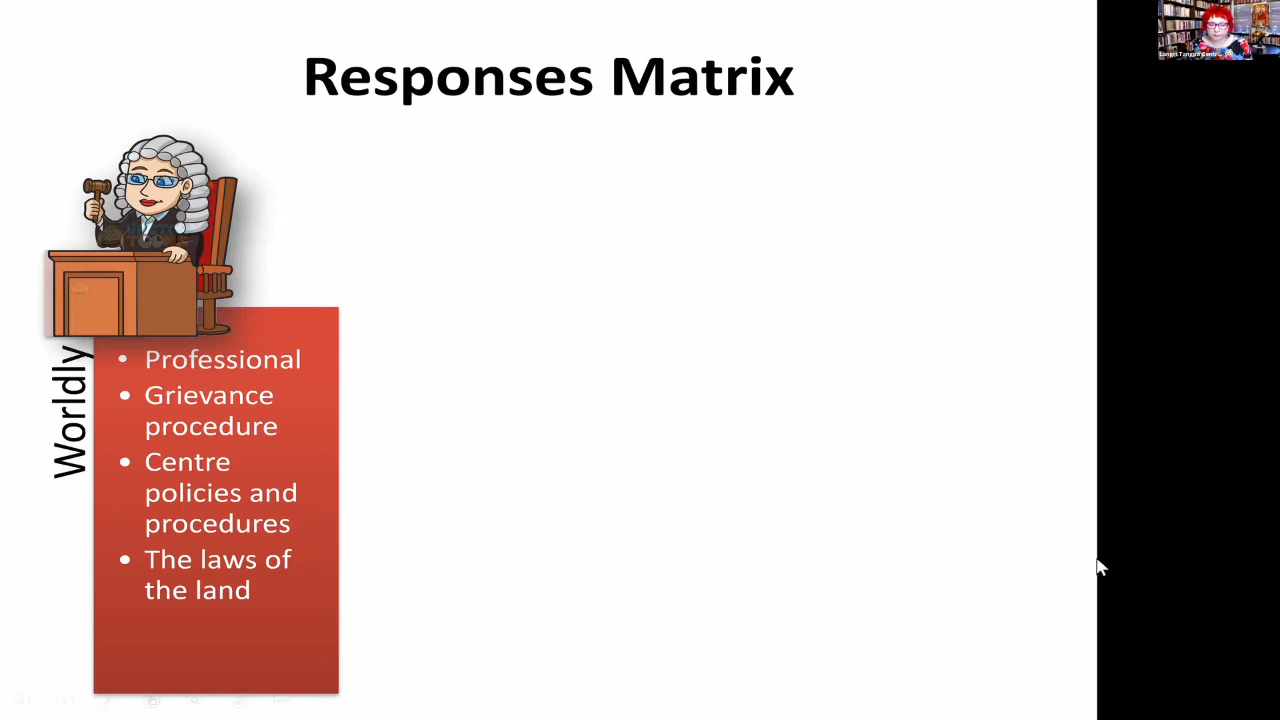 Responses Matrix
Worldly
• Professional
• Grievance
procedure
• Centre
policies and
procedures
• The laws of
the land